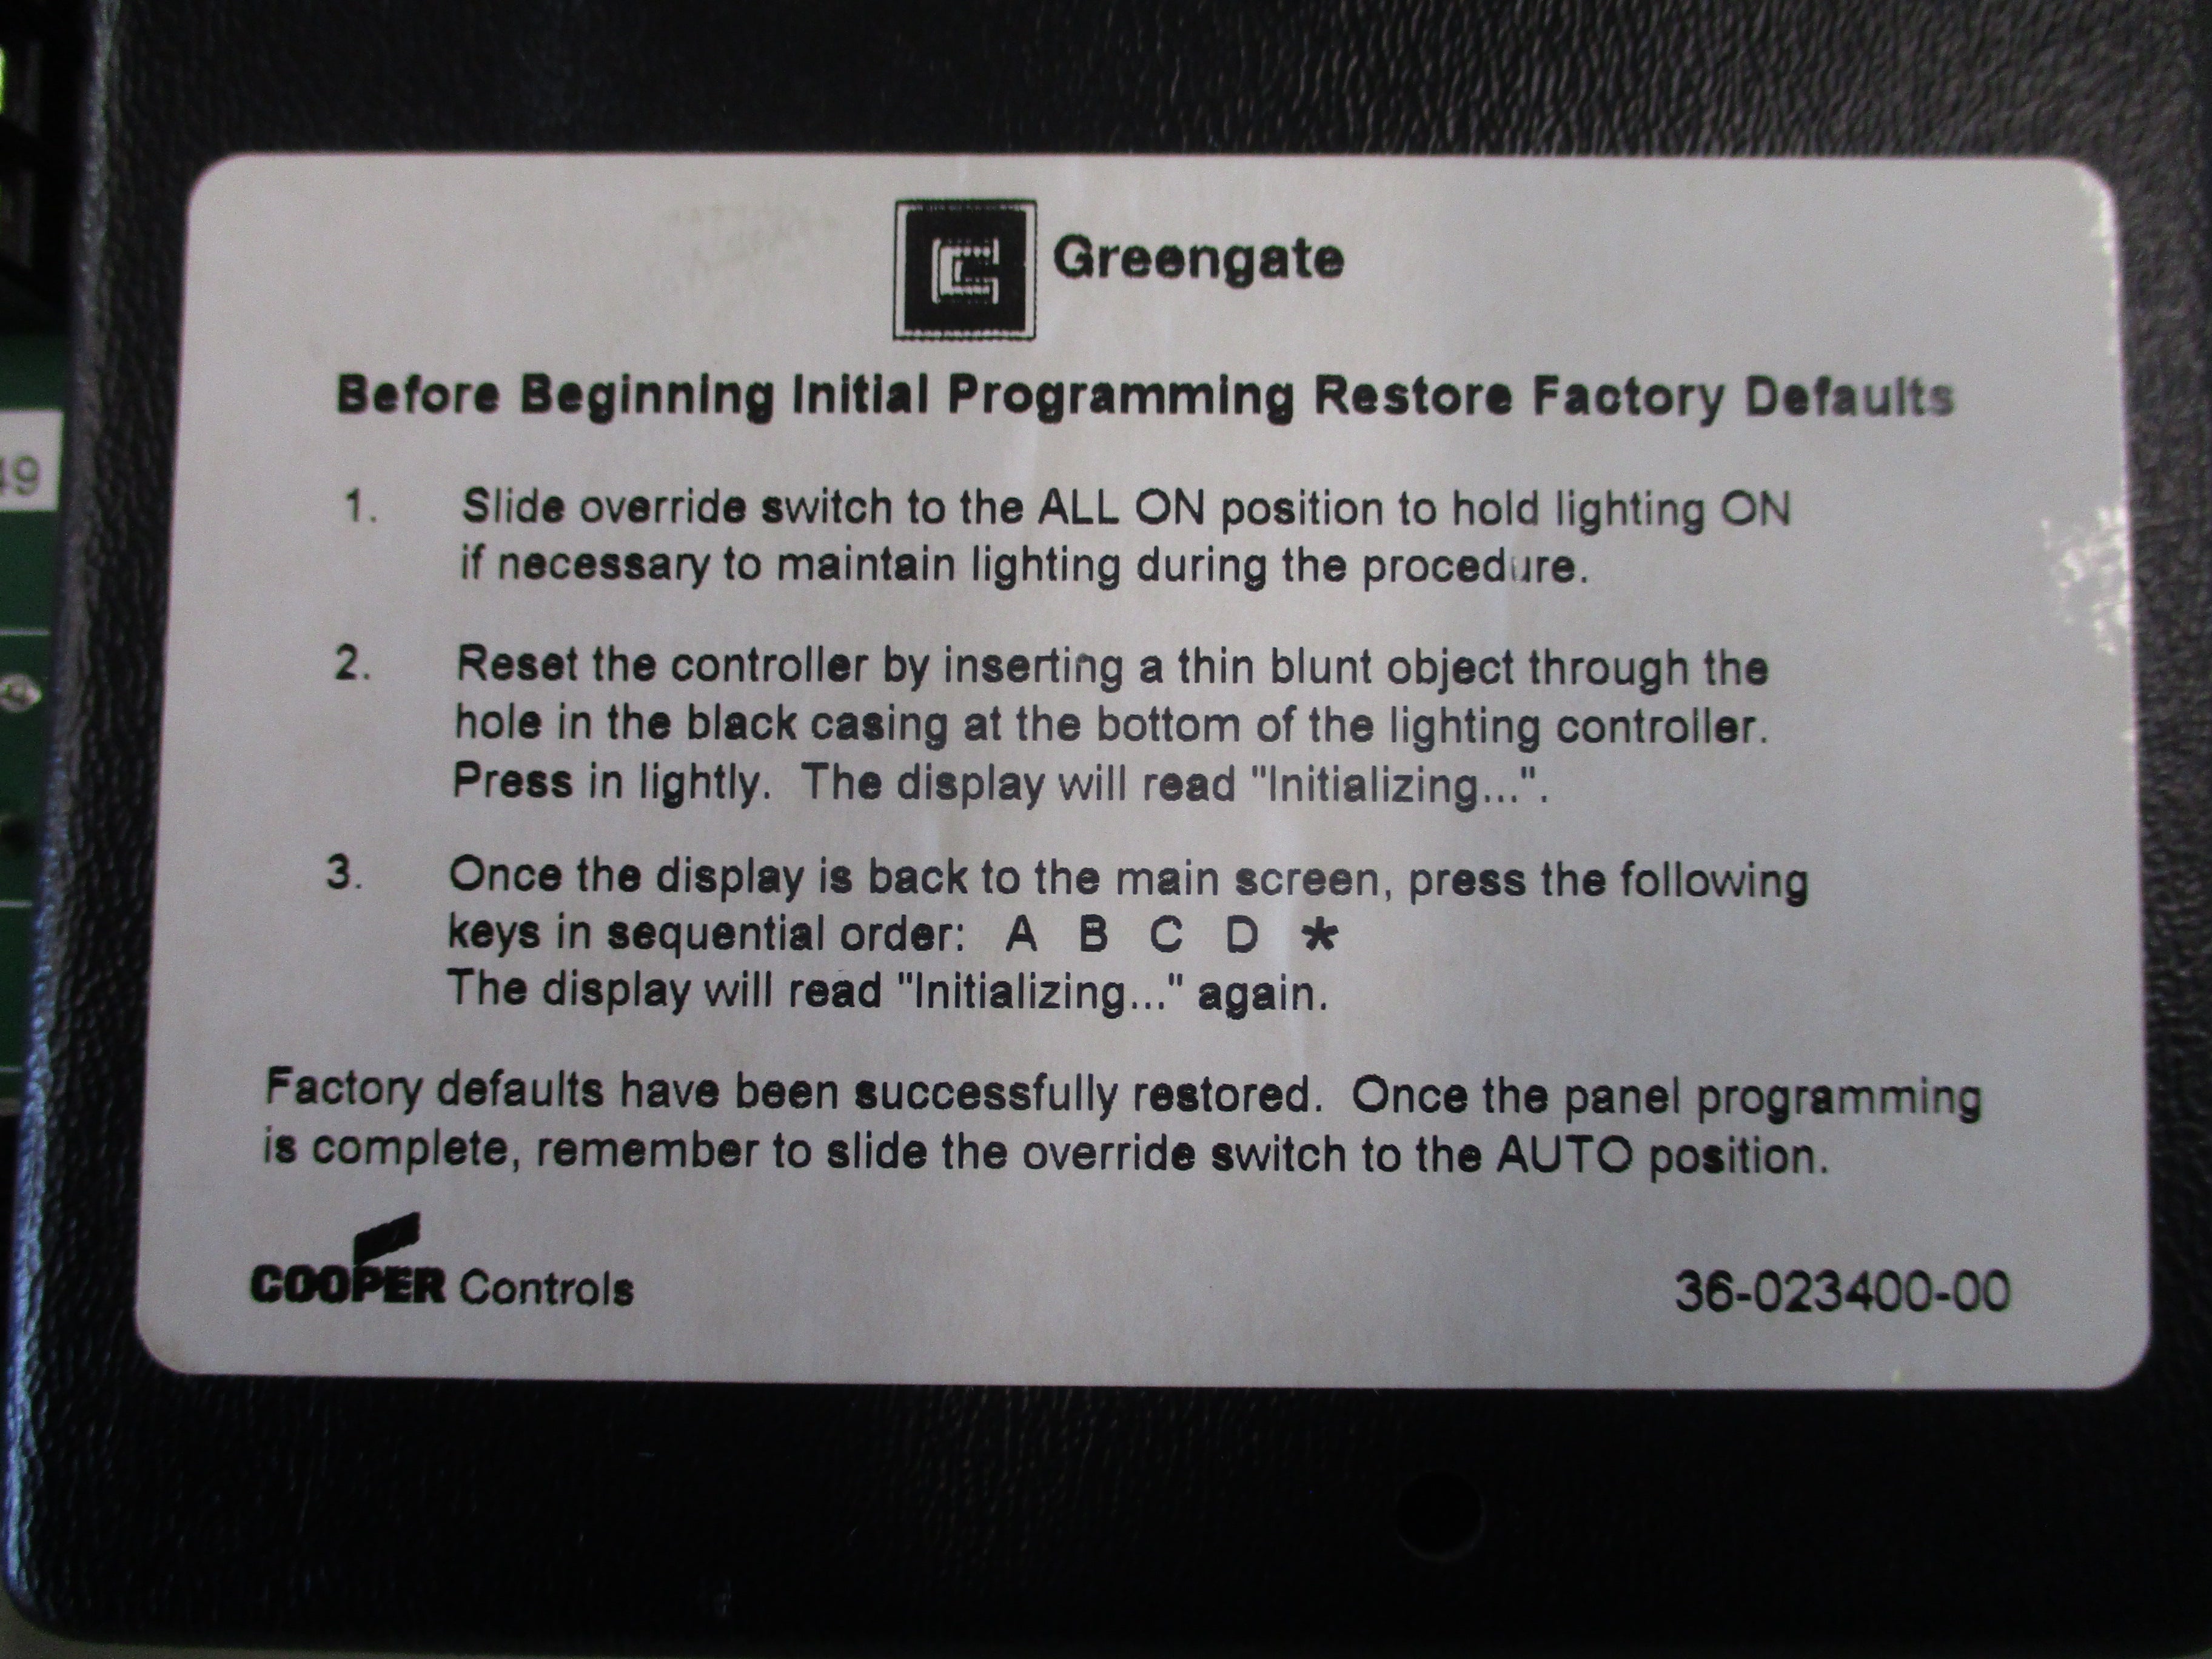 Greengate
Before Beginning Initial Programming Restore Factory Defaults
1. Slide override switch to the ALL ON position to hold lighting ON
if necessary to maintain lighting during the procedure.
2. Reset the controller by inserting a thin blunt object through the
hole in the black casing at the bottom of the lighting controller.
Press in lightly. The display will read "Initializing...".
3. Once the display is back to the main screen, press the following
keys in sequential order: A B C D *
The display will read "Initializing..." again.
Factory defaults have been successfully restored. Once the panel programming
is complete, remember to slide the override switch to the AUTO position.
COOPER Controls
36-023400-00